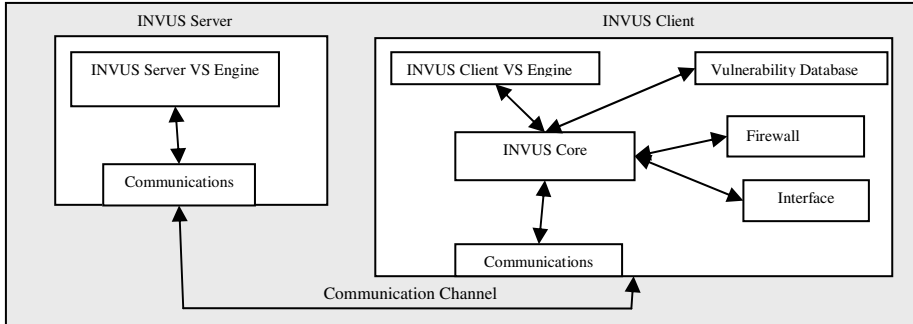 INVUS Server
INVUS Client
INVUS Server VS Engine
Communications
INVUS Client VS Engine
Vulnerability Database
INVUS Core
Firewall
Interface
Communications
Communication Channel